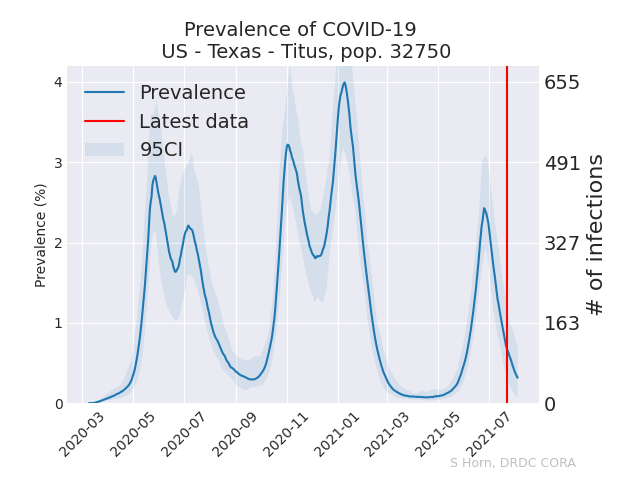 Prevalence of COVID-19
US - Texas - Titus, pop. 32750
Prevalence
Latest data
95CI
Prevalence (%)
4
3
2
1
0
655
491
327
163
0
# of infections
2020-03
2020-05
2020-07
2020-09
2020-11
2021-01
2021-03
2021-05
2021-07
S Horn, DRDC CORA